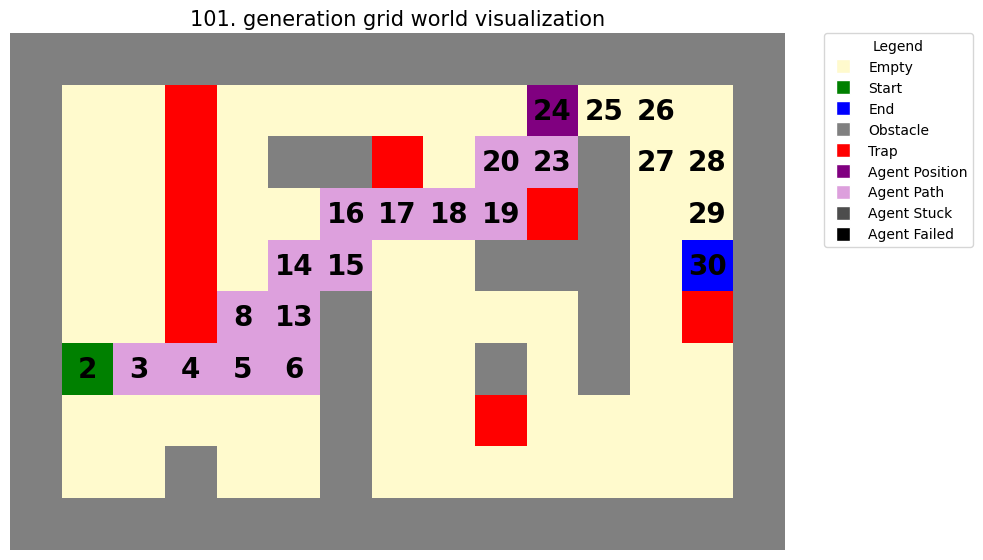 101. generation grid world visualization
24 25 26
20 23 27 28
16 17 18 19 29
14 15 30
8 13
2 3 4 5 6
Legend
Empty
Start
End
Obstacle
Trap
Agent Position
Agent Path
Agent Stuck
Agent Failed